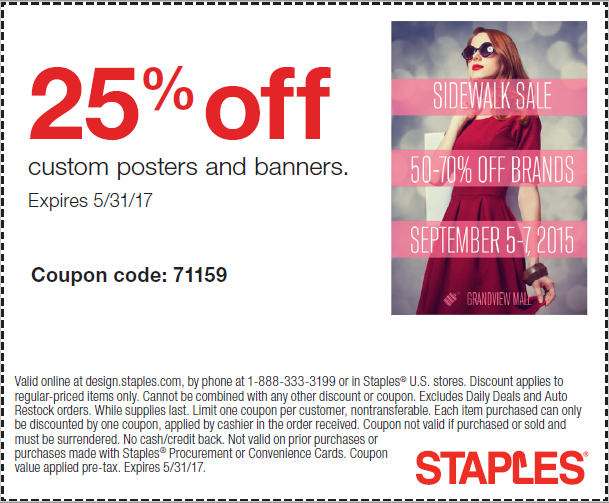 25% off
custom posters and banners.
Expires 5/31/17
Coupon code: 71159
SIDEWALK SALE
50-70% OFF BRANDS
SEPTEMBER 5-7, 2015
GRANDVIEW MALL
Valid online at design.staples.com, by phone at 1-888-333-3199 or in Staples® U.S. stores. Discount applies to
regular-priced items only. Cannot be combined with any other discount or coupon. Excludes Daily Deals and Auto
Restock orders. While supplies last. Limit one coupon per customer, nontransferable. Each item purchased can only
be discounted by one coupon, applied by cashier in the order received. Coupon not valid if purchased or sold and
must be surrendered. No cash/credit back. Not valid on prior purchases or
purchases made with Staples® Procurement or Convenience Cards. Coupon
value applied pre-tax. Expires 5/31/17.
STAPLES®